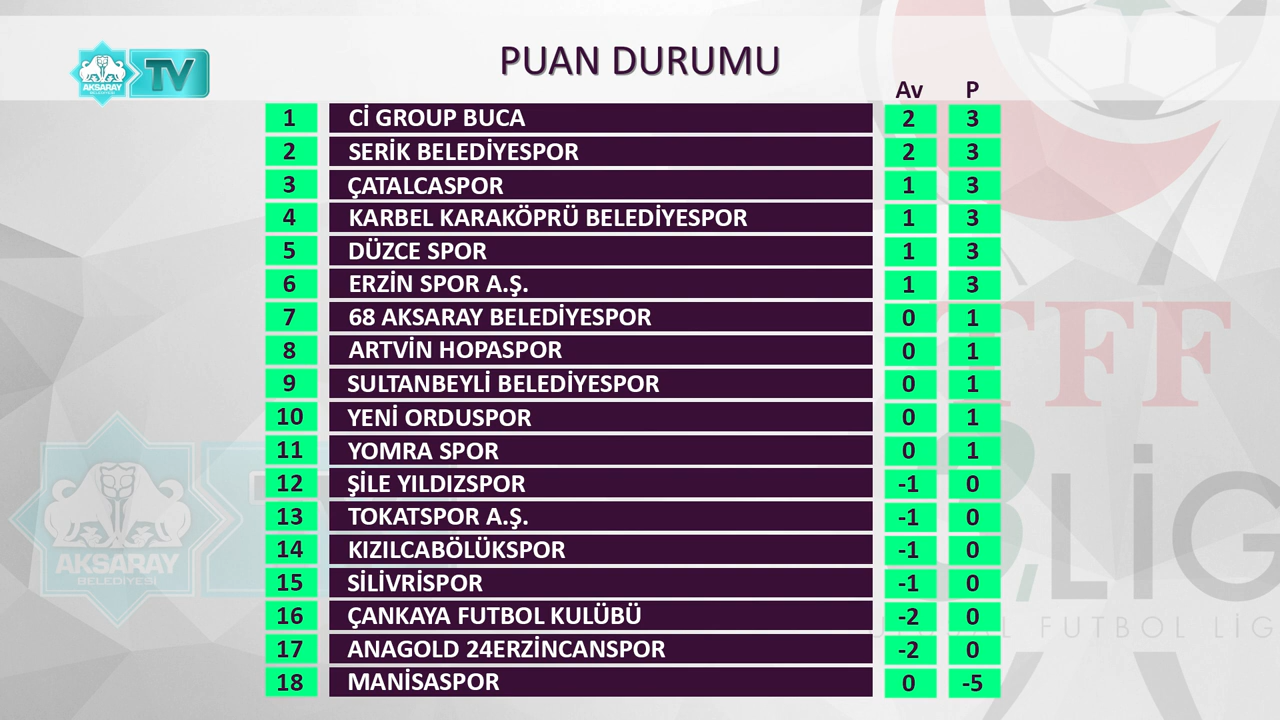 AKSARAY
BELEDİYESİ
TV
PUAN DURUMU
Av P
1 Cİ GROUP BUCA 2 3
2 SERİK BELEDİYESPOR 2 3
3 ÇATALCASPOR 1 3
4 KARBEL KARAKÖPRÜ BELEDİYESPOR 1 3
5 DÜZCE SPOR 1 3
6 ERZİN SPOR A.Ş. 1 3
7 68 AKSARAY BELEDİYESPOR 0 1
8 ARTVİN HOPASPOR 0 1
9 SULTANBEYLİ BELEDİYESPOR 0 1
10 YENİ ORDUSPOR 0 1
11 YOMRA SPOR 0 1
12 ŞİLE YILDIZSPOR -1 0
13 TOKATSPOR A.Ş. -1 0
14 KIZILCABÖLÜKSPOR -1 0
15 SİLİVRİSPOR -1 0
16 ÇANKAYA FUTBOL KULÜBÜ -2 0
17 ANAGOLD 24ERZİNCANSPOR -2 0
18 MANİSASPOR 0 -5
TFF
LİG
FUTBOL LİG
AKSARAY
BELEDİYESİ